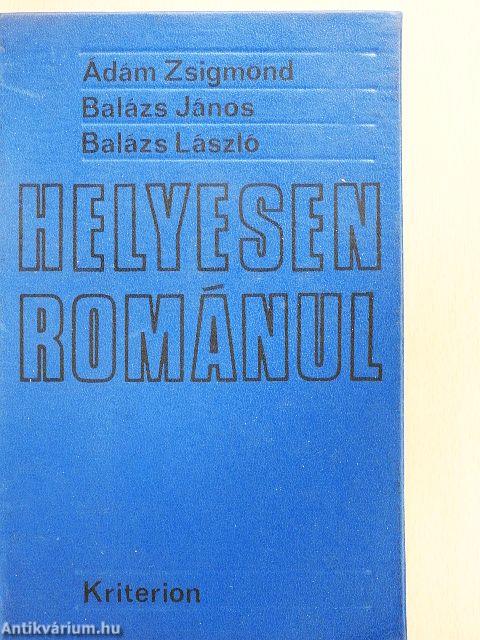 Ádám Zsigmond
Balázs János
Balázs László
HELYESEN
ROMÁNUL
Kriterion
Antikvárium.hu